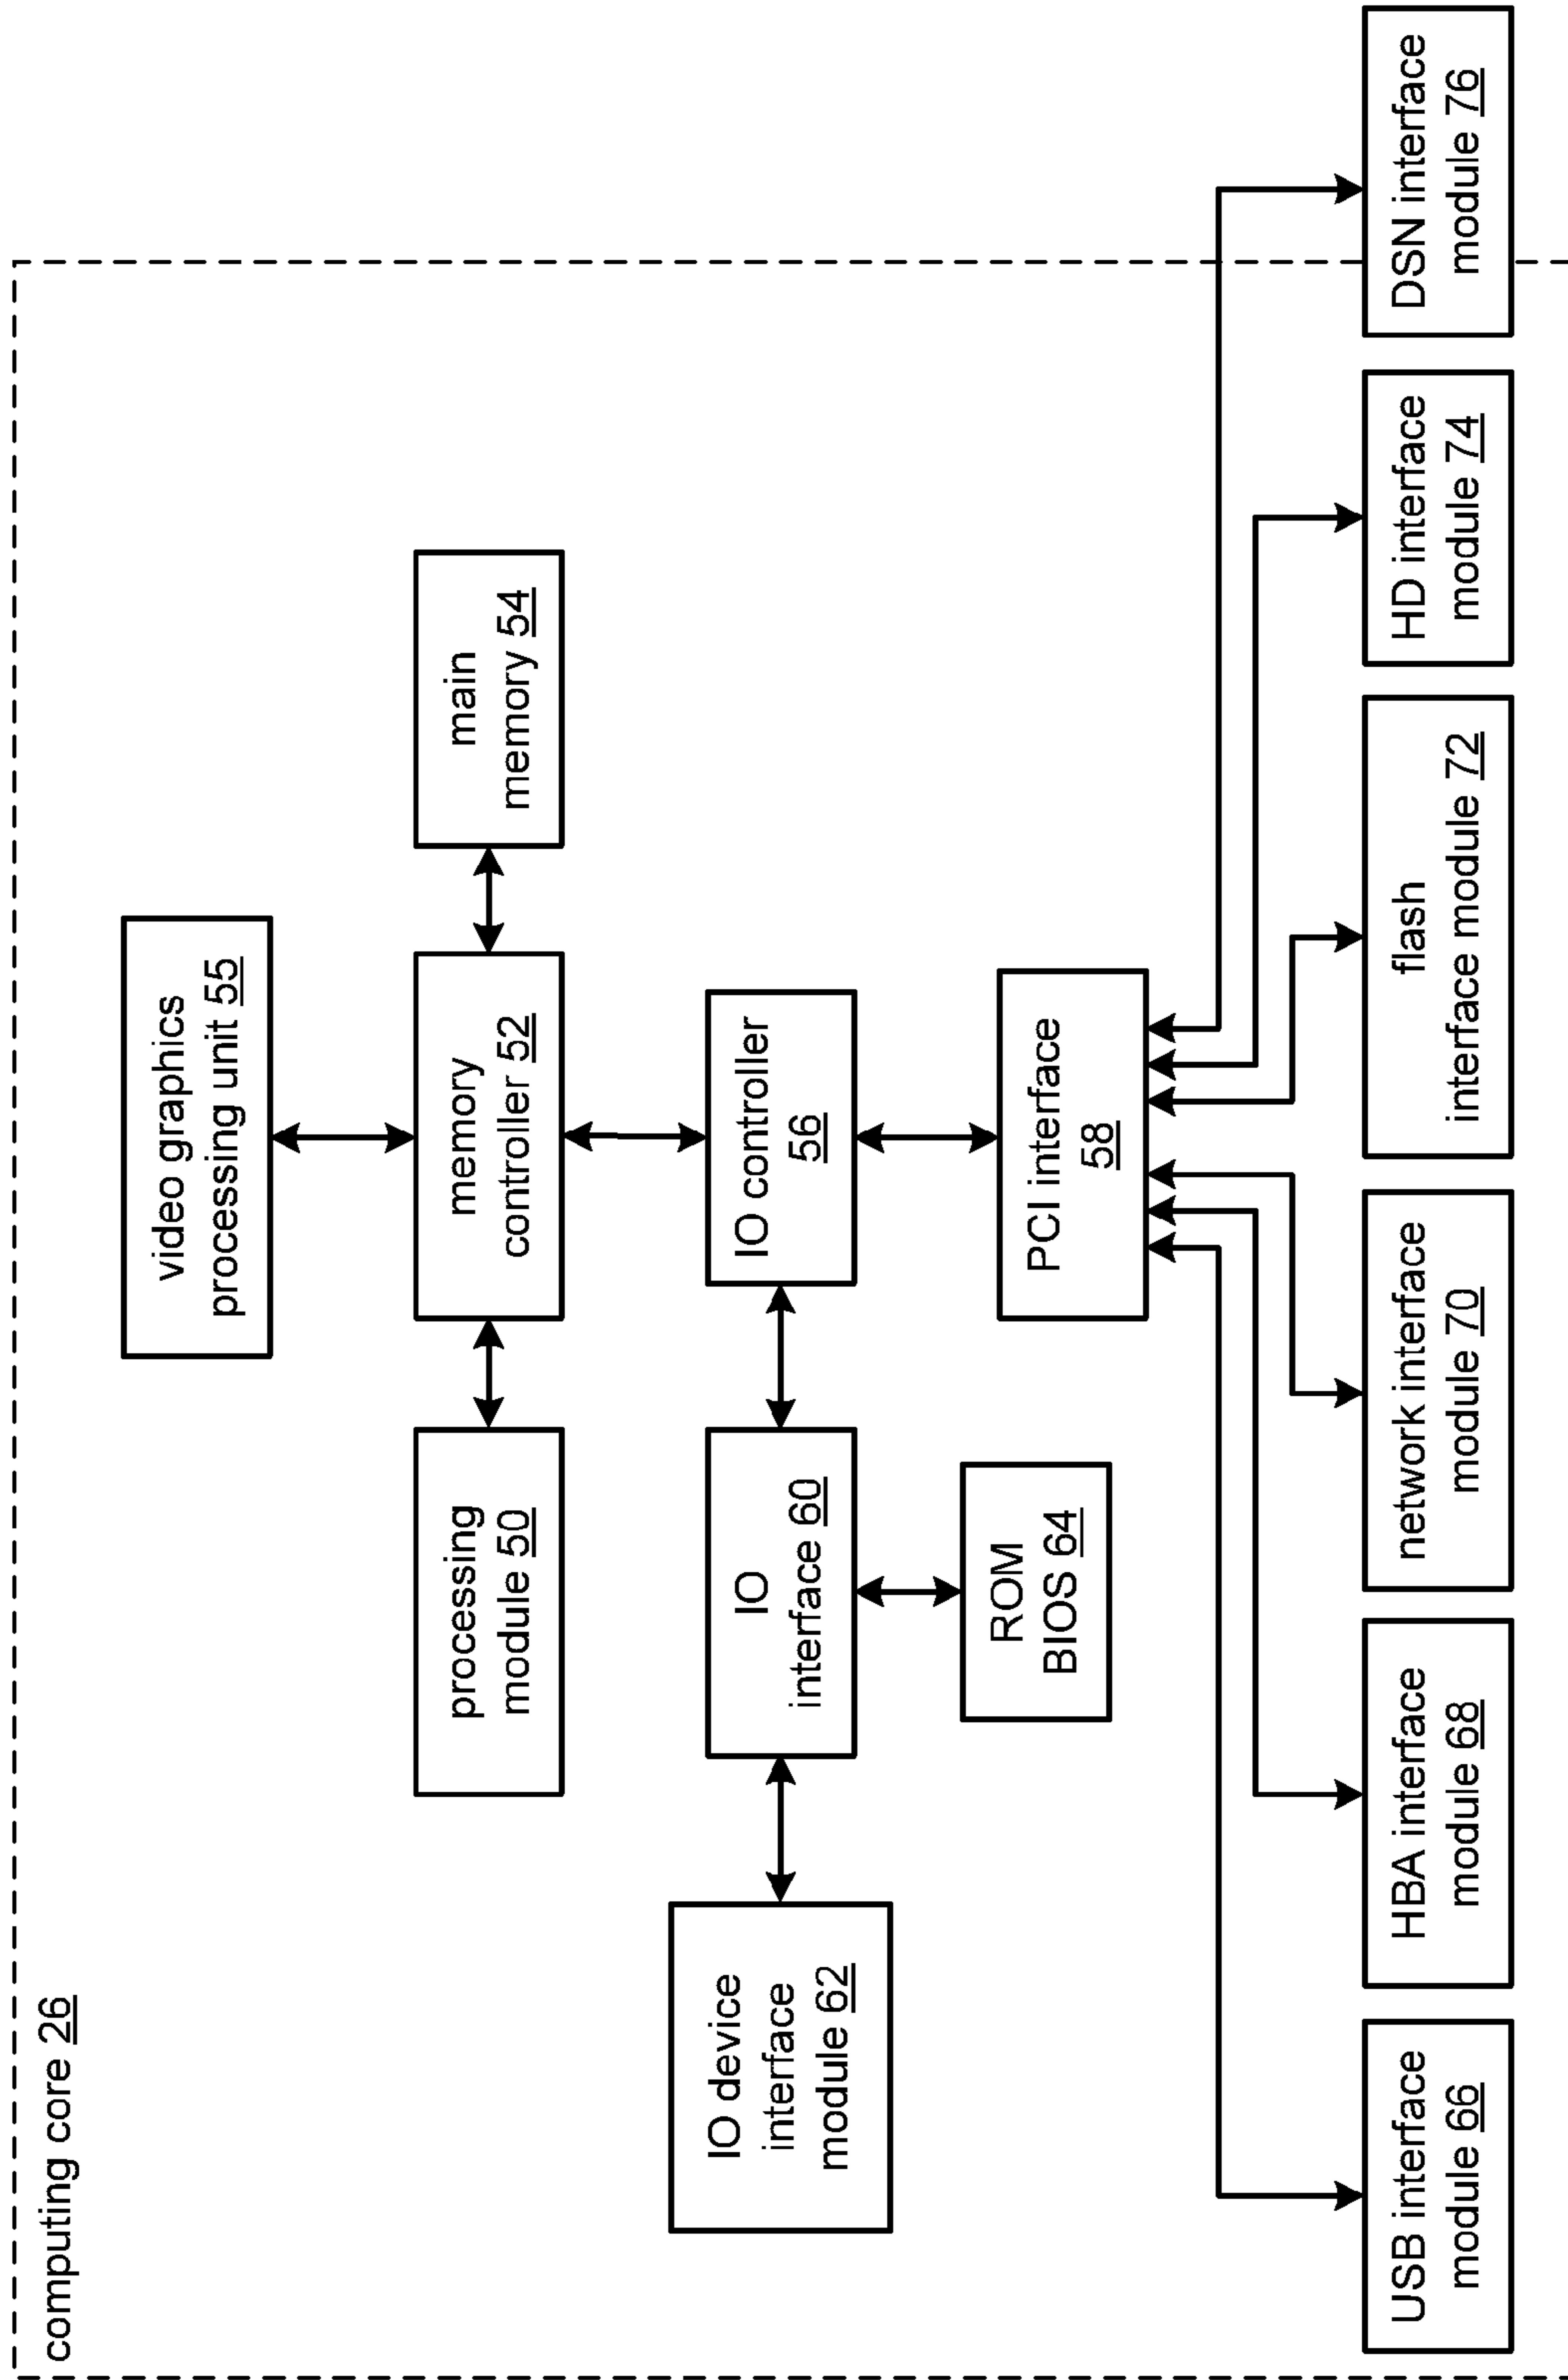 computing core 26
video graphics
processing unit 55
processing
module 50
memory
controller 52
main
memory 54
IO device
interface
module 62
IO
interface 60
IO controller
56
ROM
BIOS 64
PCI interface
58
USB interface
module 66
HBA interface
module 68
network interface
module 70
flash
interface module 72
HD interface
module 74
DSN interface
module 76